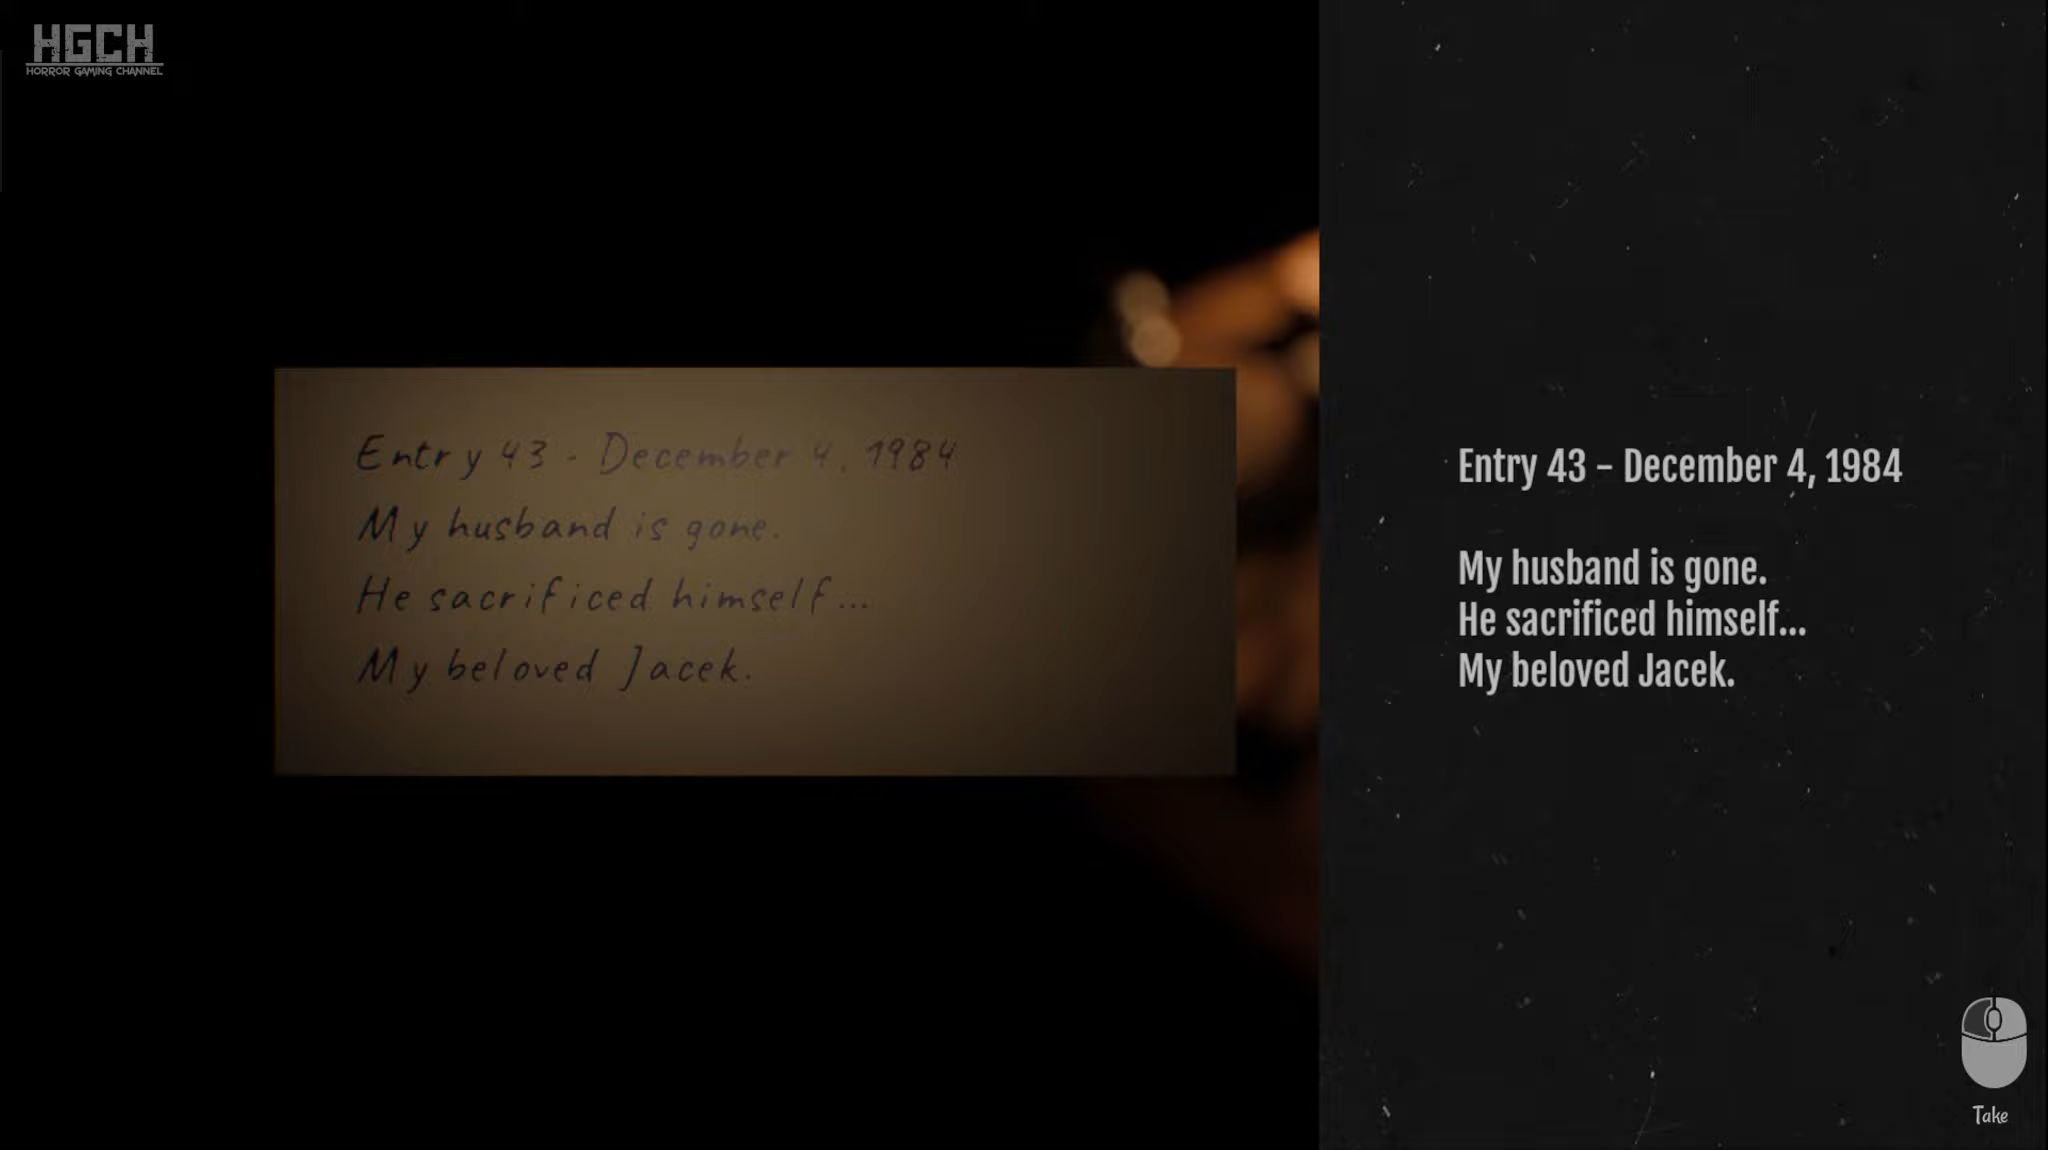 HGCH
HORROR GAMING CHANNEL
Entry 43 - December 4, 1984
My husband is gone.
He sacrificed himself...
My beloved Jacek.
Entry 43 – December 4, 1984
My husband is gone.
He sacrificed himself...
My beloved Jacek.
Take